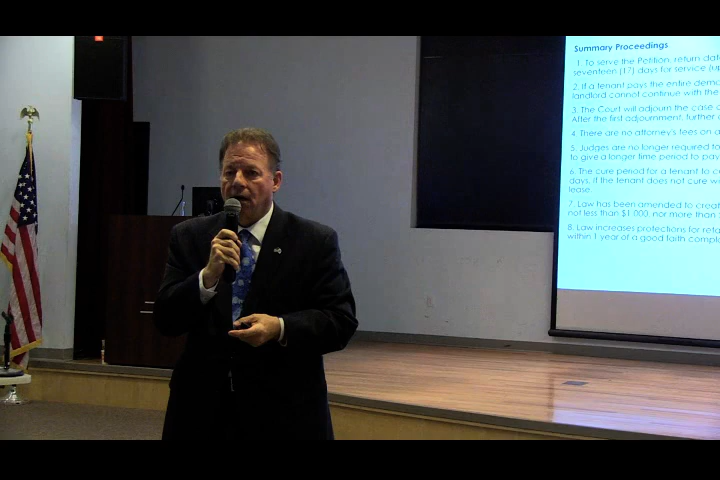 Summary Proceedings
1. To serve the Petition, return dat
seventeen (17) days for service (up
2. If a tenant pays the entire dem
landlord cannot continue with the
3. The Court will adjourn the case
After the first adjournment, further
4. There are no attorney's fees on
5. Judges are no longer required to
to give a longer time period to pay
6. The cure period for a tenant to c
days. If the tenant does not cure w
lease.
7. Law has been amended to creat
not less than $1,000, nor more than
8. Law increases protections for reta
within 1 year of a good faith compla